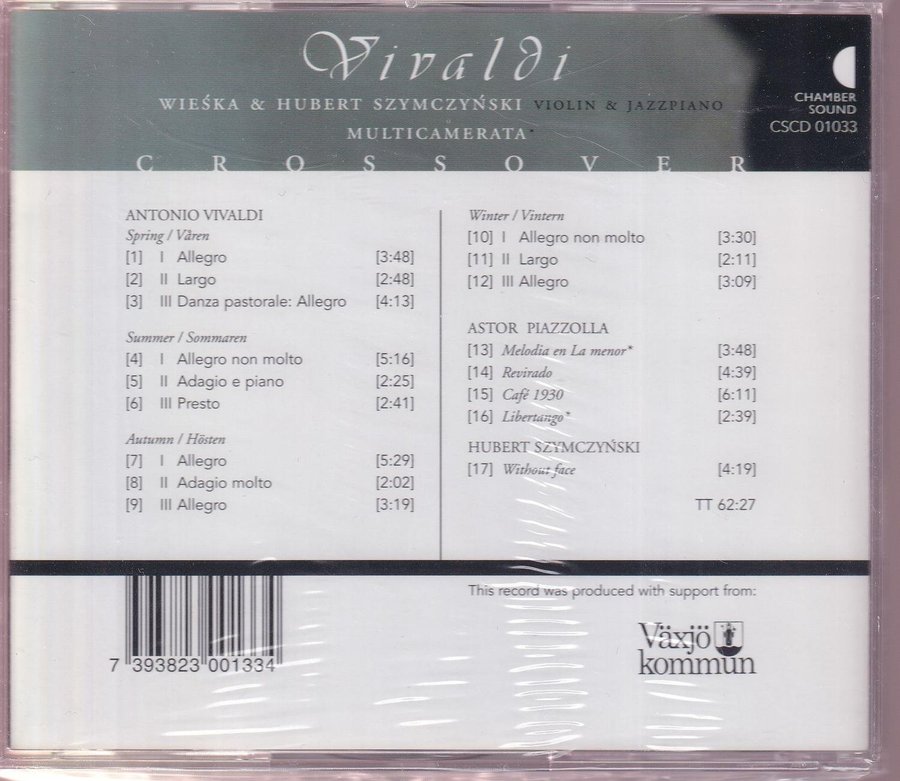 Vivaldi
WIEŚKA & HUBERT SZYMCZYŃSKI VIOLIN & JAZZPIANO
MULTICAMERATA*
CROSSOVER
CHAMBER
SOUND
CSCD 01033
ANTONIO VIVALDI
Spring / Våren
[1] I Allegro [3:48]
[2] II Largo [2:48]
[3] III Danza pastorale: Allegro [4:13]
Summer / Sommaren
[4] I Allegro non molto [5:16]
[5] II Adagio e piano [2:25]
[6] III Presto [2:41]
Autumn / Hösten
[7] I Allegro [5:29]
[8] II Adagio molto [2:02]
[9] III Allegro [3:19]
Winter / Vintern
[10] I Allegro non molto [3:30]
[11] II Largo [2:11]
[12] III Allegro [3:09]
ASTOR PIAZZOLLA
[13] Melodia en La menor* [3:48]
[14] Revirado [4:39]
[15] Café 1930 [6:11]
[16] Libertango* [2:39]
HUBERT SZYMCZYŃSKI
[17] Without face [4:19]
TT 62:27
This record was produced with support from:
Växjö
kommun
7 393823 001334